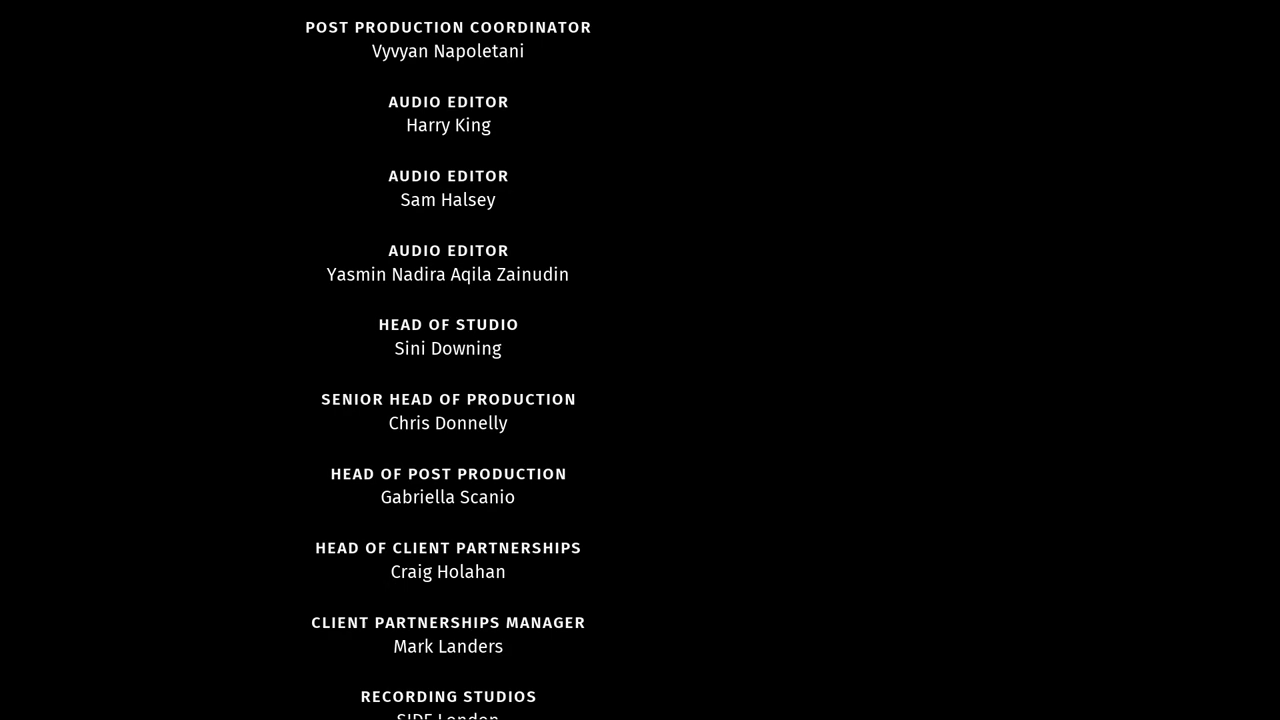 POST PRODUCTION COORDINATOR
Vyvyan Napoletani
AUDIO EDITOR
Harry King
AUDIO EDITOR
Sam Halsey
AUDIO EDITOR
Yasmin Nadira Aqila Zainudin
HEAD OF STUDIO
Sini Downing
SENIOR HEAD OF PRODUCTION
Chris Donnelly
HEAD OF POST PRODUCTION
Gabriella Scanio
HEAD OF CLIENT PARTNERSHIPS
Craig Holahan
CLIENT PARTNERSHIPS MANAGER
Mark Landers
RECORDING STUDIOS
SIDE London